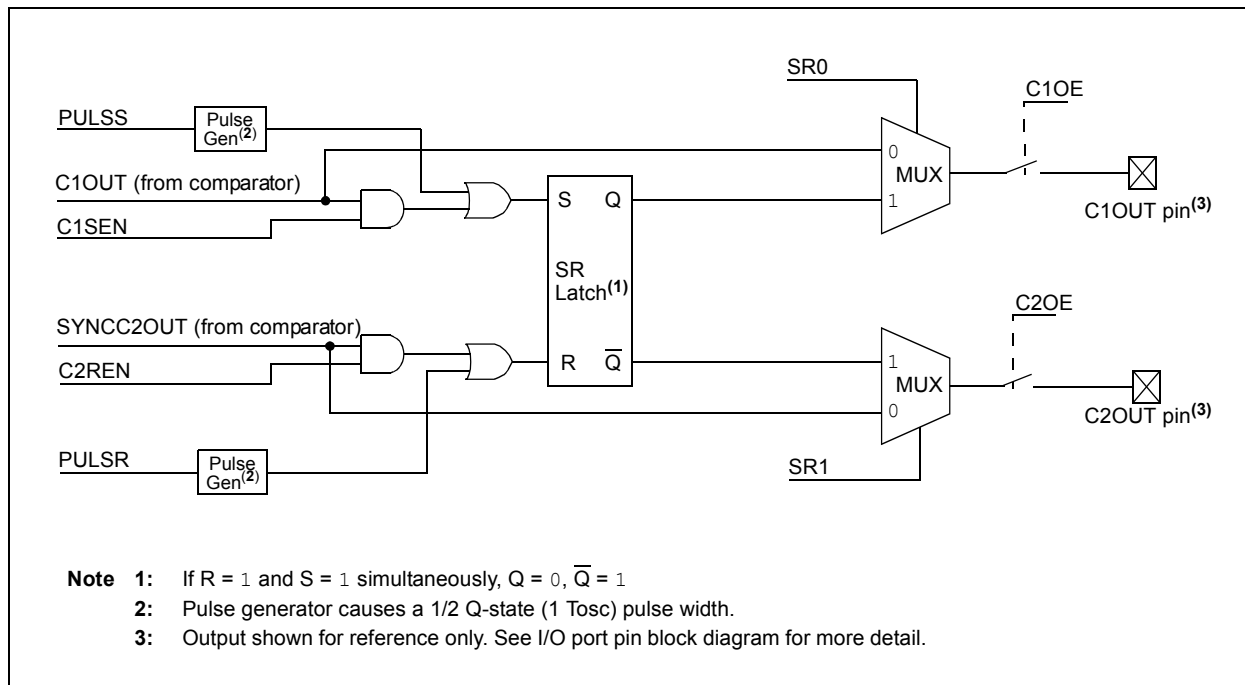 SR0
C1OE
PULSS
Pulse
Gen(2)
0
MUX
1
C1OUT (from comparator)
C1SEN
C1OUT pin(3)
S Q
SR
Latch(1)
R Q̅
C2OE
SYNCC2OUT (from comparator)
C2REN
1
MUX
0
C2OUT pin(3)
PULSR
Pulse
Gen(2)
SR1
Note 1: If R = 1 and S = 1 simultaneously, Q = 0, Q̅ = 1
2: Pulse generator causes a 1/2 Q-state (1 Tosc) pulse width.
3: Output shown for reference only. See I/O port pin block diagram for more detail.